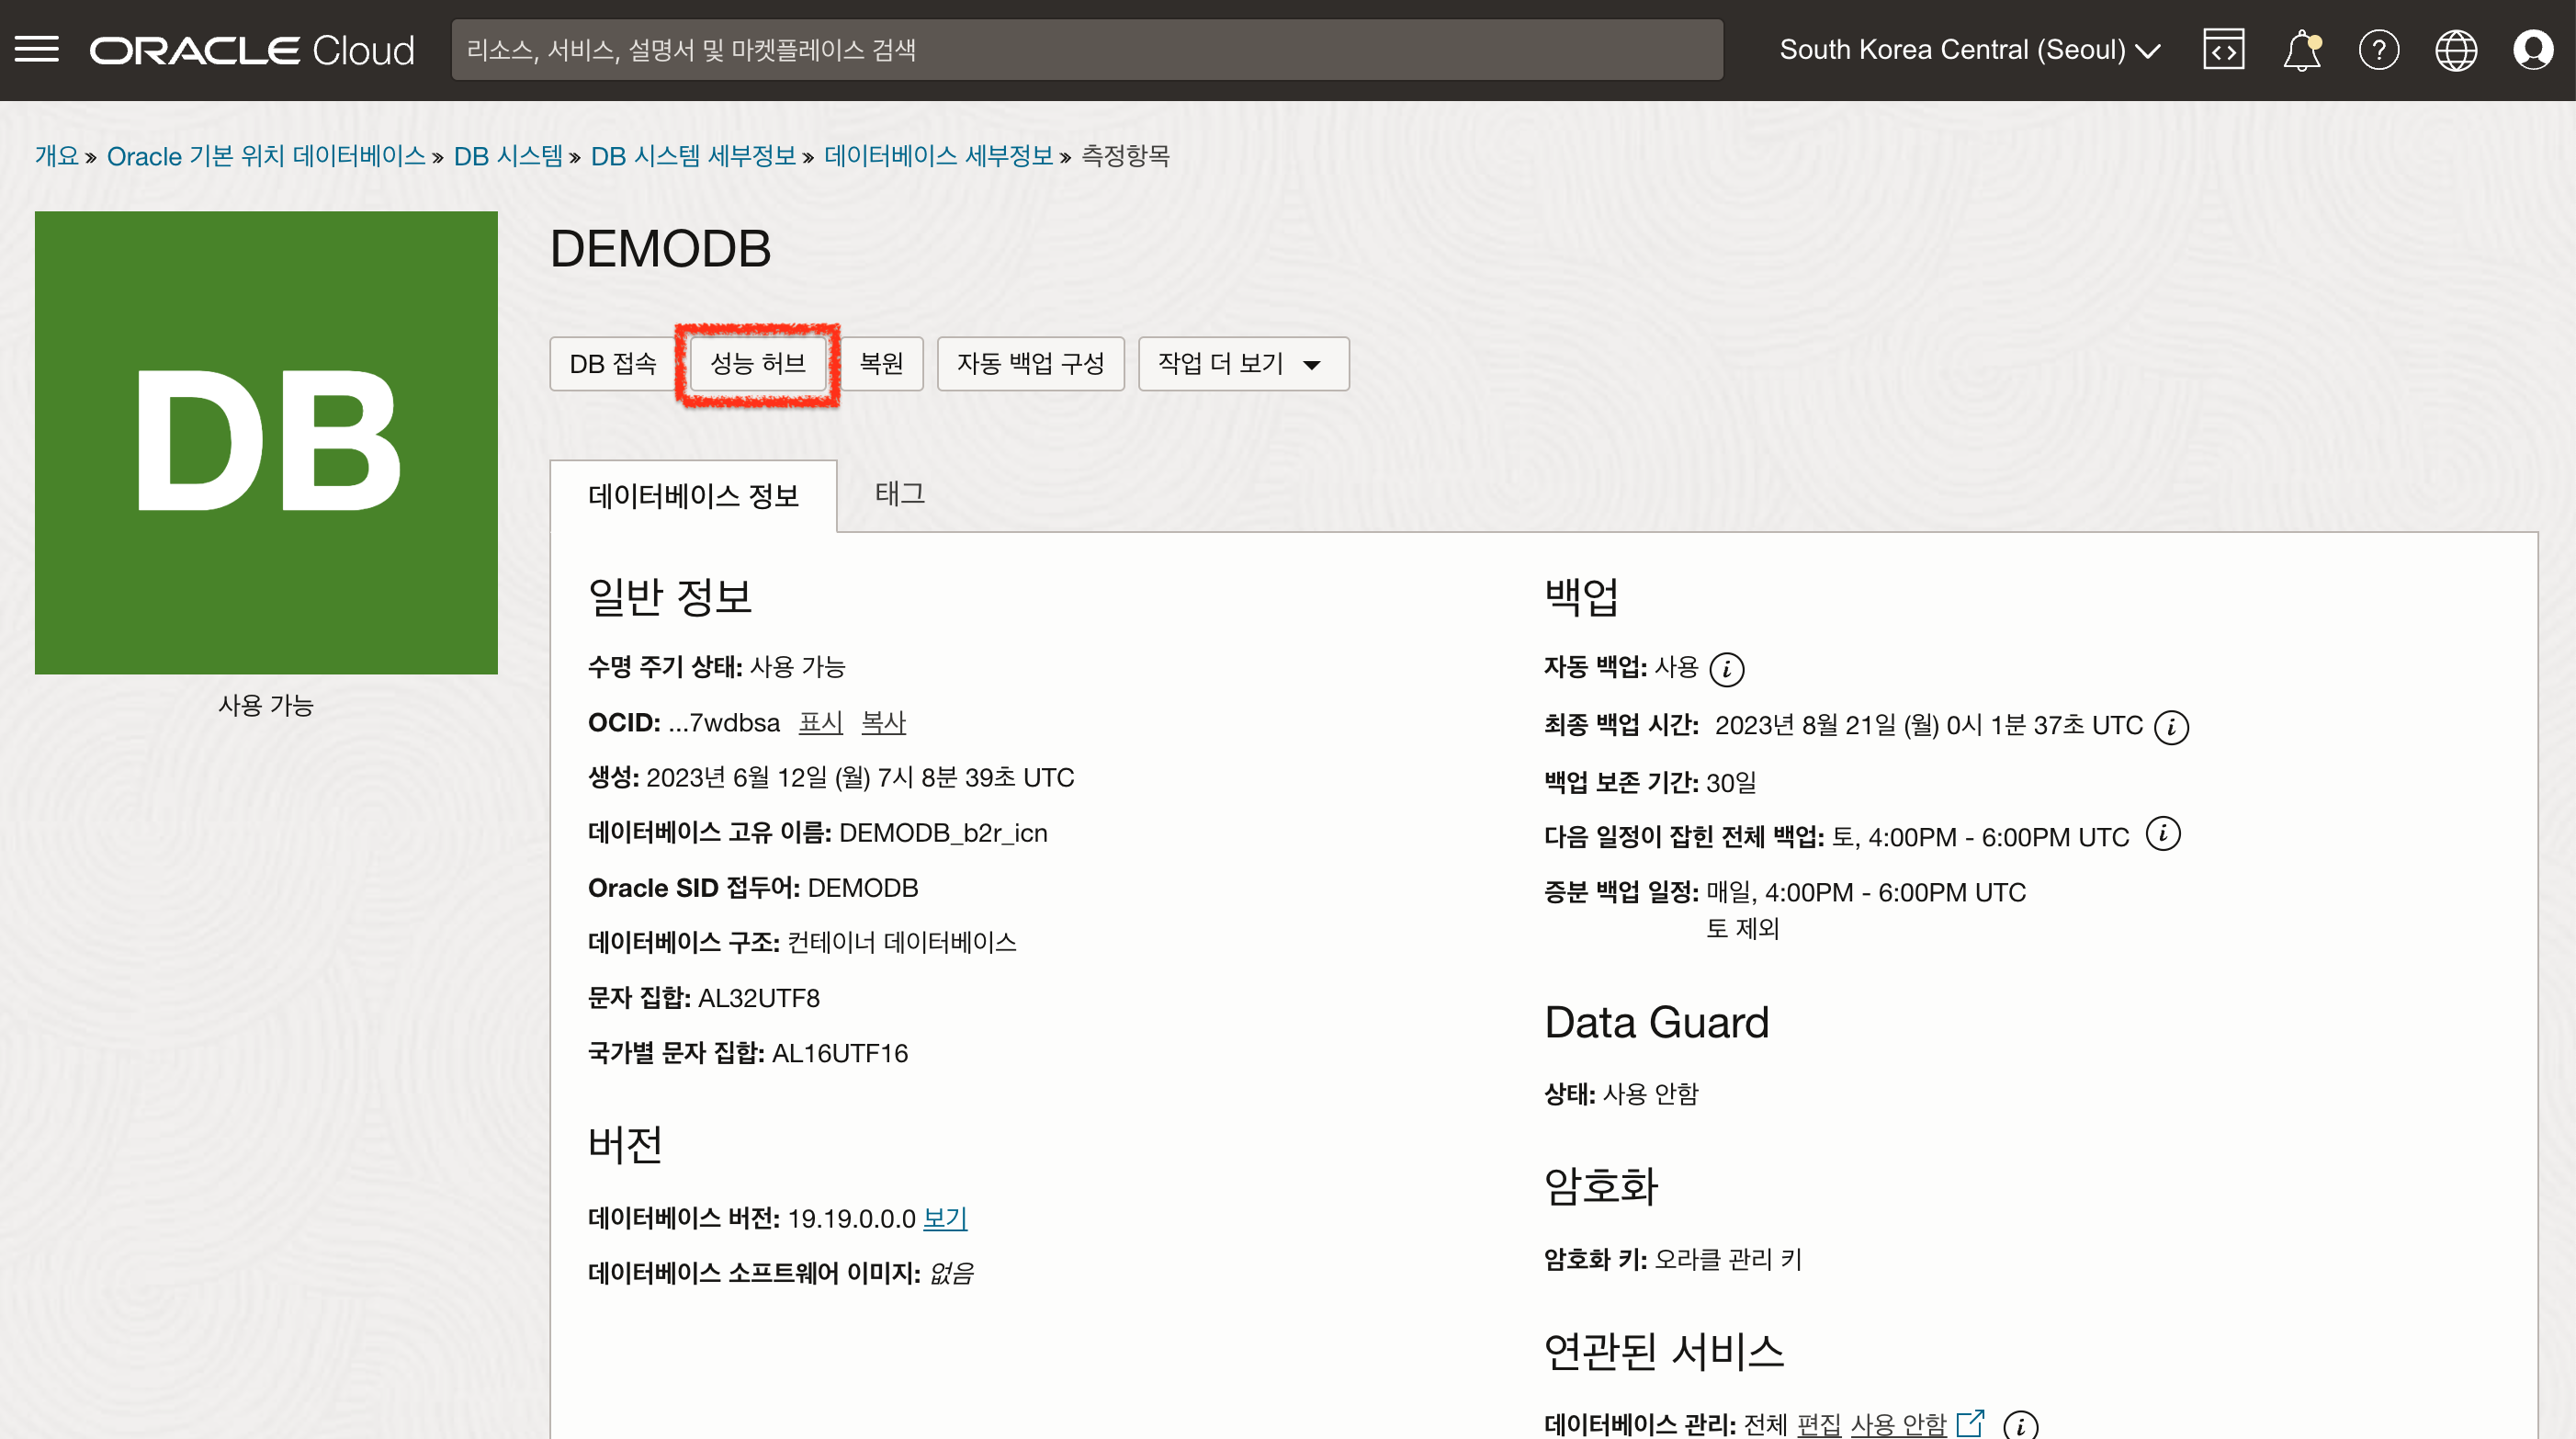 ORACLE Cloud
리소스, 서비스, 설명서 및 마켓플레이스 검색
South Korea Central (Seoul)
개요 » Oracle 기본 위치 데이터베이스 » DB 시스템 » DB 시스템 세부정보 » 데이터베이스 세부정보 » 측정항목
DB
사용 가능
DEMODB
DB 접속 성능 허브 복원 자동 백업 구성 작업 더 보기
데이터베이스 정보 태그
일반 정보
수명 주기 상태: 사용 가능
OCID: ...7wdbsa 표시 복사
생성: 2023년 6월 12일 (월) 7시 8분 39초 UTC
데이터베이스 고유 이름: DEMODB_b2r_icn
Oracle SID 접두어: DEMODB
데이터베이스 구조: 컨테이너 데이터베이스
문자 집합: AL32UTF8
국가별 문자 집합: AL16UTF16
버전
데이터베이스 버전: 19.19.0.0.0 보기
데이터베이스 소프트웨어 이미지: 없음
백업
자동 백업: 사용
최종 백업 시간: 2023년 8월 21일 (월) 0시 1분 37초 UTC
백업 보존 기간: 30일
다음 일정이 잡힌 전체 백업: 토, 4:00PM - 6:00PM UTC
증분 백업 일정: 매일, 4:00PM - 6:00PM UTC
토 제외
Data Guard
상태: 사용 안함
암호화
암호화 키: 오라클 관리 키
연관된 서비스
데이터베이스 관리: 전체 편집 사용 안함